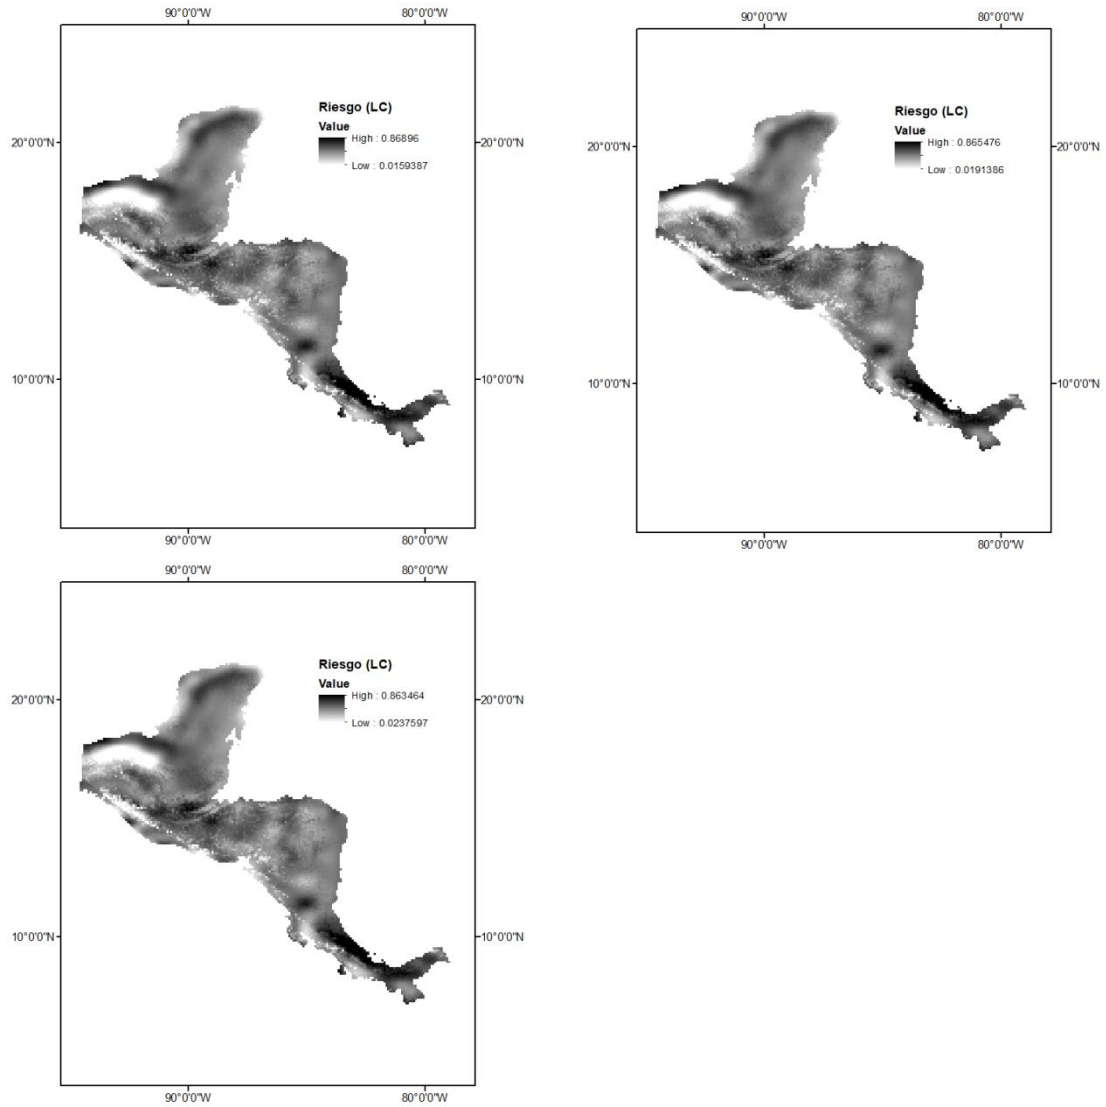 90°0'0"W 80°0'0"W
Riesgo (LC)
Value
High : 0.86896
Low : 0.0159387
20°0'0"N 20°0'0"N
10°0'0"N 10°0'0"N
90°0'0"W 80°0'0"W
90°0'0"W 80°0'0"W
Riesgo (LC)
Value
High : 0.865476
Low : 0.0191386
20°0'0"N 20°0'0"N
10°0'0"N 10°0'0"N
90°0'0"W 80°0'0"W
90°0'0"W 80°0'0"W
Riesgo (LC)
Value
High : 0.863464
Low : 0.0237597
20°0'0"N 20°0'0"N
10°0'0"N 10°0'0"N
90°0'0"W 80°0'0"W